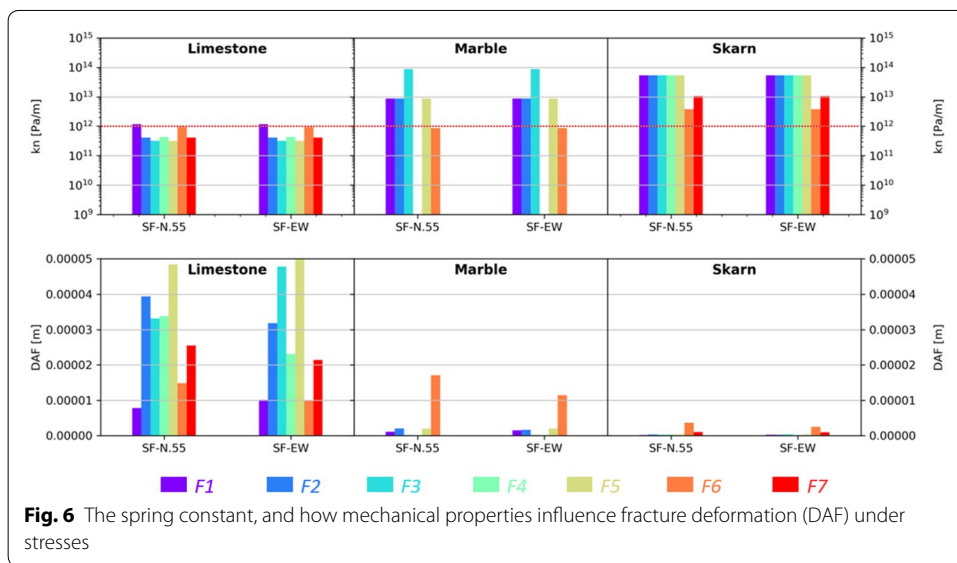 10¹⁵ Limestone Marble Skarn 10¹⁵
10¹⁴ 10¹⁴
10¹³ 10¹³
10¹² 10¹²
10¹¹ 10¹¹
10¹⁰ 10¹⁰
10⁹ 10⁹
kn [Pa/m] kn [Pa/m]
SF-N.55 SF-EW SF-N.55 SF-EW SF-N.55 SF-EW
0.00005 Limestone Marble Skarn 0.00005
0.00004 0.00004
0.00003 0.00003
0.00002 0.00002
0.00001 0.00001
0.00000 0.00000
DAF [m] DAF [m]
SF-N.55 SF-EW SF-N.55 SF-EW SF-N.55 SF-EW
F1 F2 F3 F4 F5 F6 F7
Fig. 6 The spring constant, and how mechanical properties influence fracture deformation (DAF) under
stresses